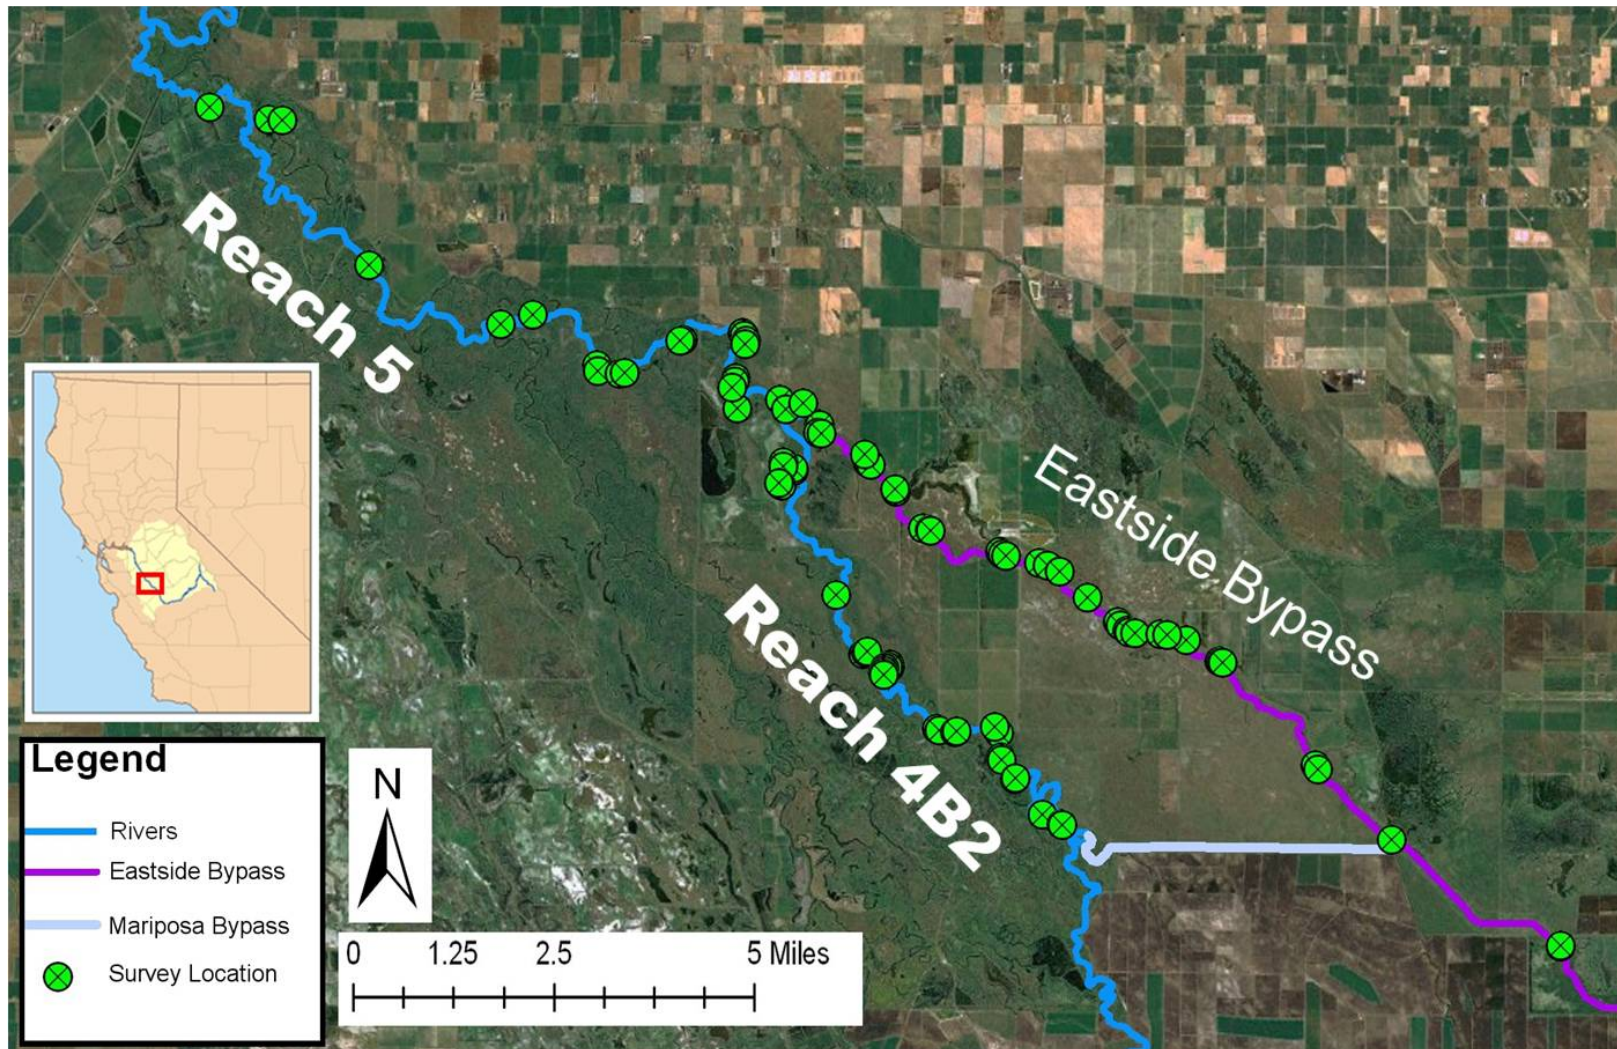 Reach 5
Eastside Bypass
Reach 4B2
Legend
Rivers
Eastside Bypass
Mariposa Bypass
Survey Location
N
0 1.25 2.5 5 Miles